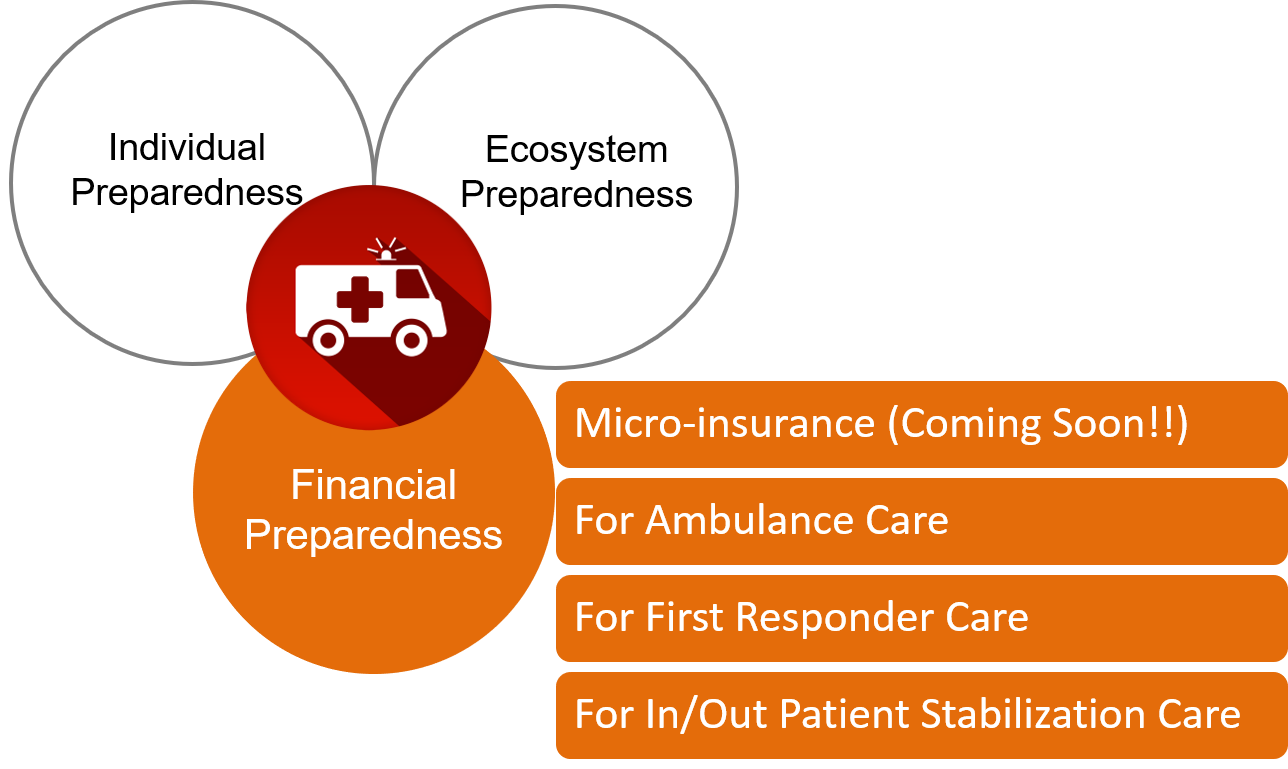 Individual
Preparedness
Ecosystem
Preparedness
Financial
Preparedness
Micro-insurance (Coming Soon!!)
For Ambulance Care
For First Responder Care
For In/Out Patient Stabilization Care